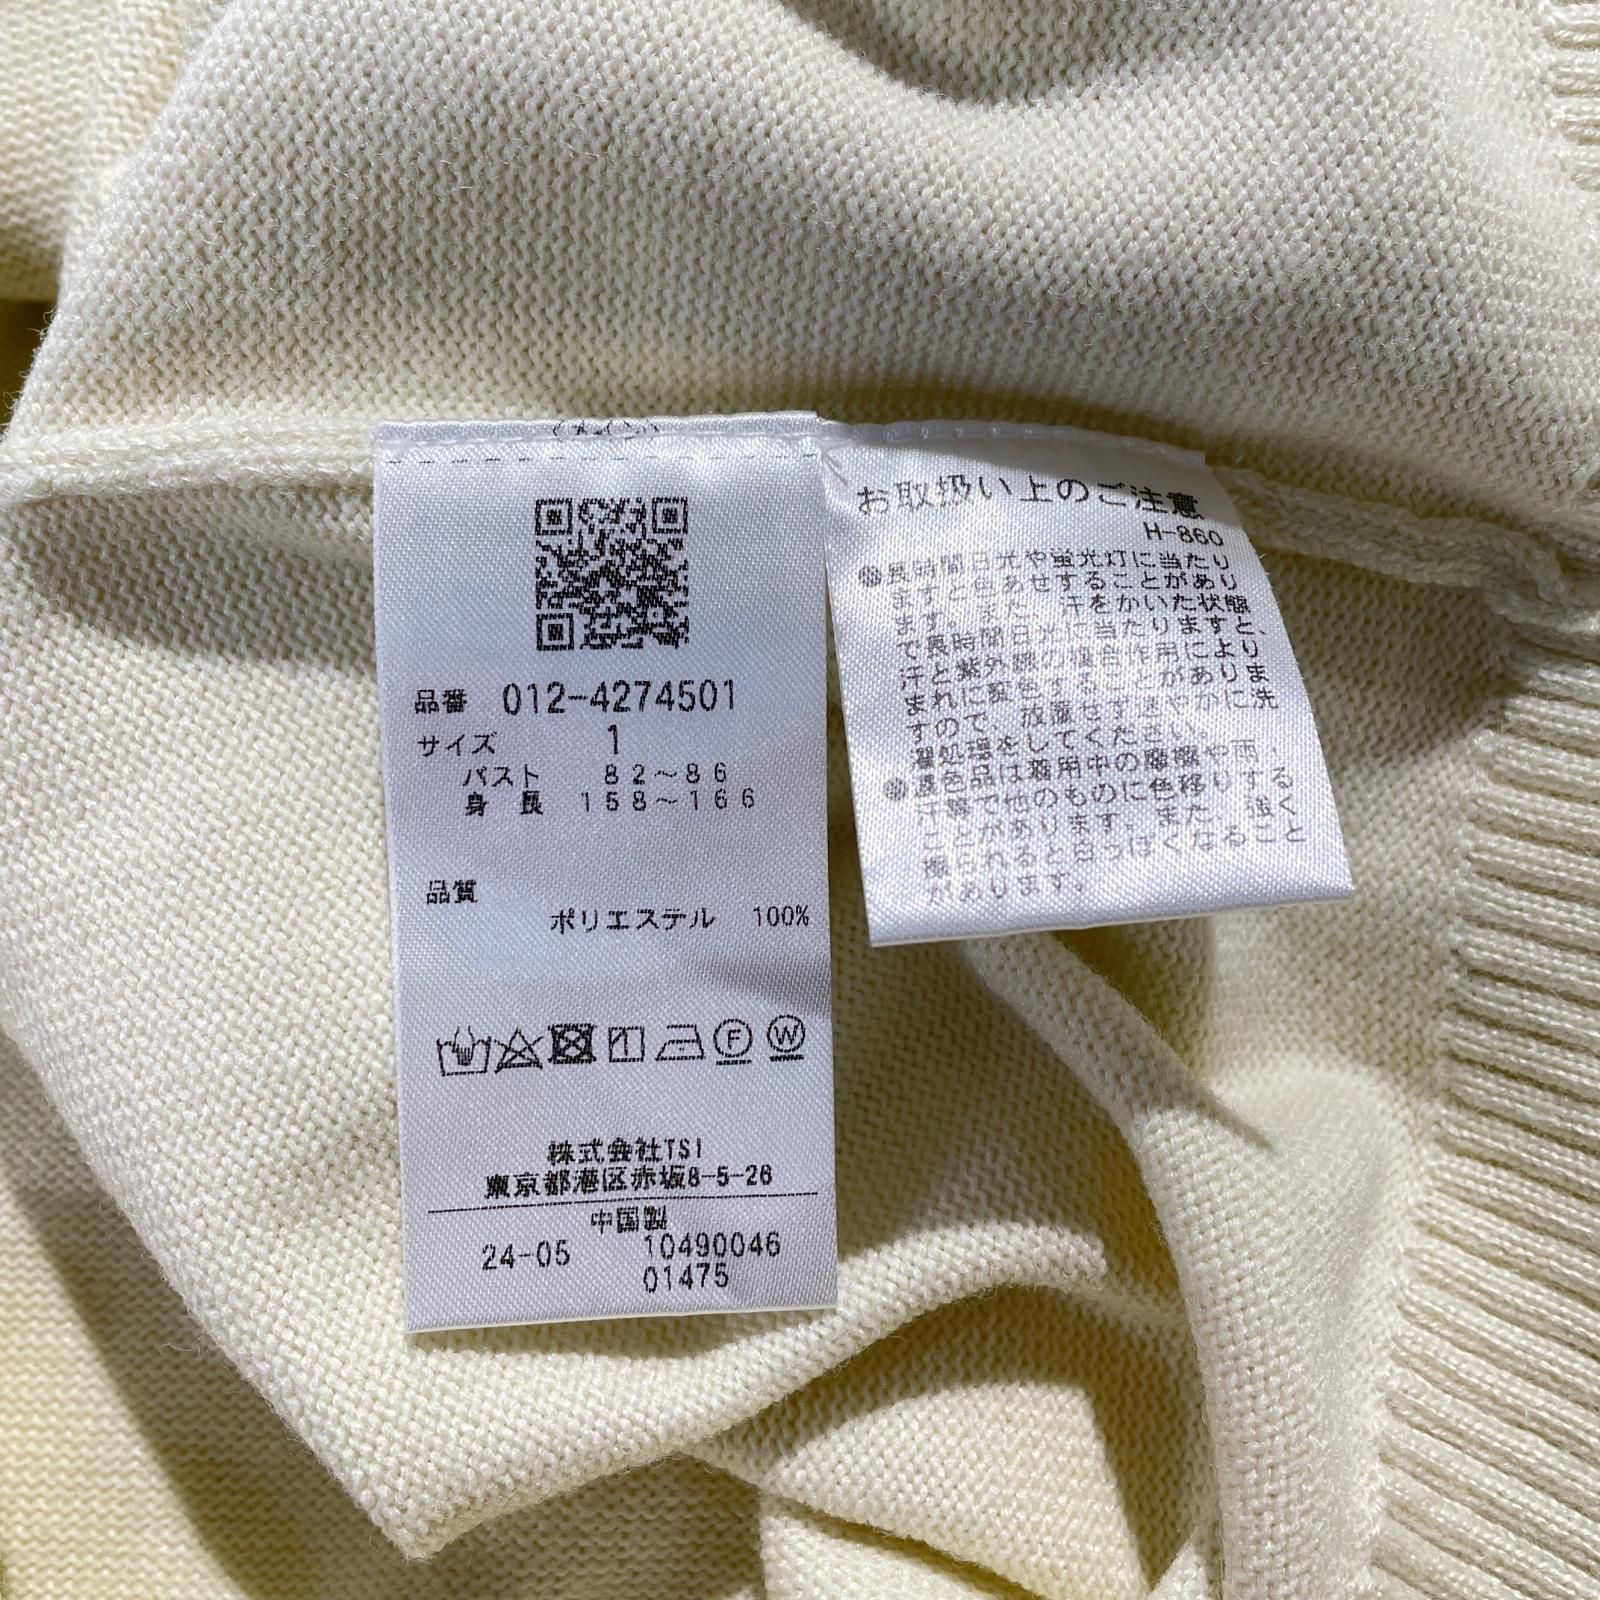 品番 012-4274501
サイズ 1
バスト 82～86
身 長 158～166
品質
ポリエステル 100%
F
W
株式会社TSI
東京都港区赤坂8-5-26
中国製
24-05 10490046
01475
お取扱い上のご注意
H-860
●長時間日光や蛍光灯に当たり
ますと色あせすることがあり
ます。また、汗をかいた状態
で長時間日光に当たりますと、
汗と紫外線の複合作用により
まれに変色することがありま
すので、放置せず速やかに洗
濯処理をしてください。
●濃色品は着用中の摩擦や雨・
汗等で他のものに色移りする
ことがあります。また、強く
擦られると白っぽくなること
があります。